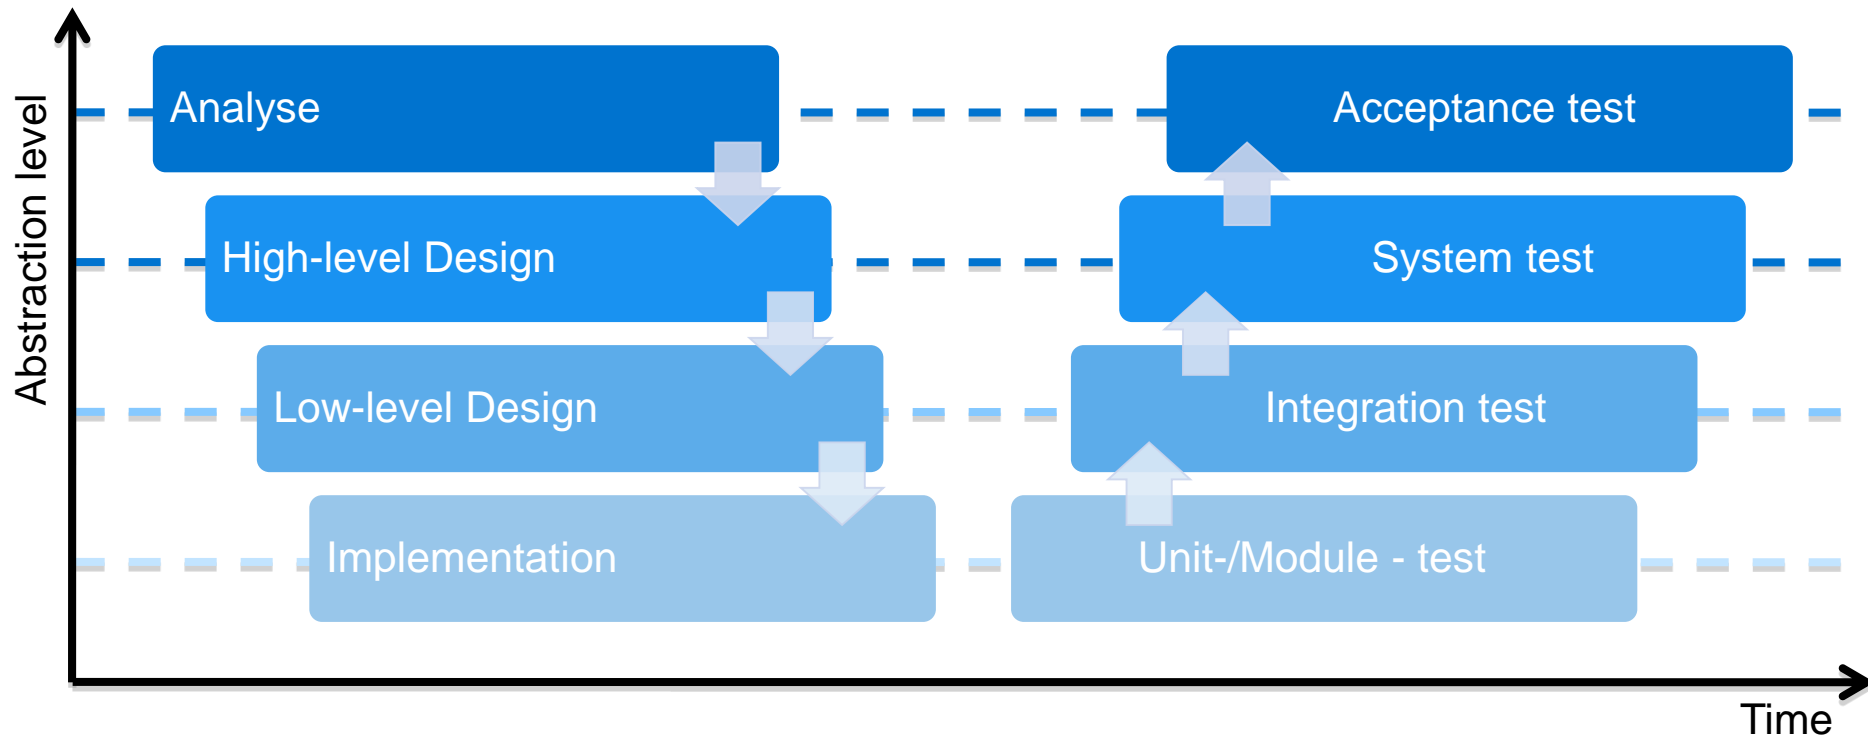 Abstraction level
Analyse
Acceptance test
High-level Design
System test
Low-level Design
Integration test
Implementation
Unit-/Module - test
Time